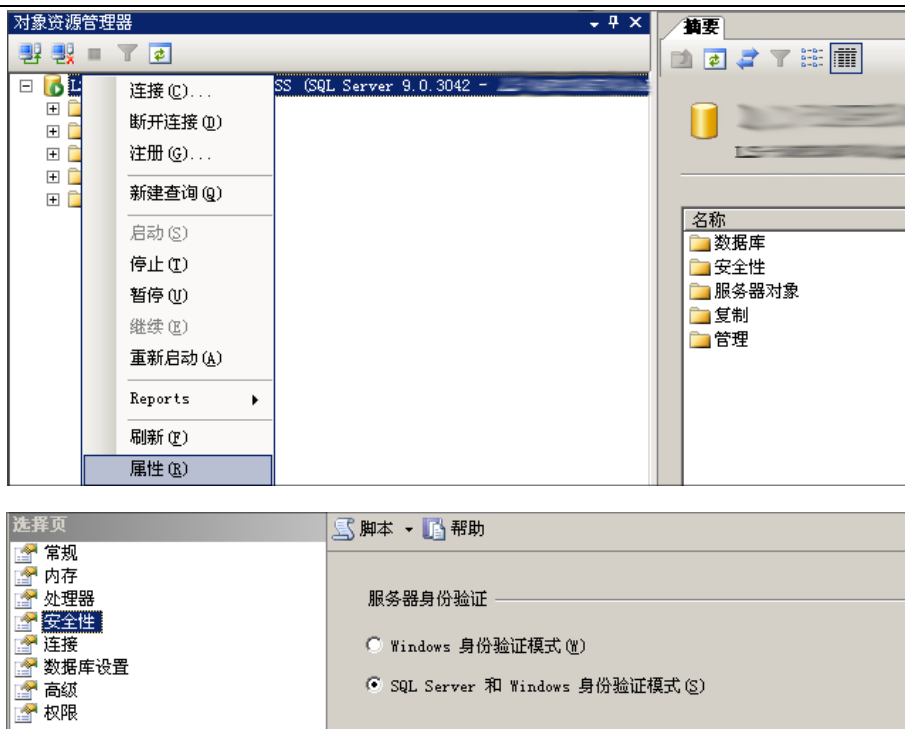 对象资源管理器
SS (SQL Server 9.0.3042 -
连接(C)...
断开连接(D)
注册(G)...
新建查询(Q)
启动(S)
停止(T)
暂停(U)
继续(E)
重新启动(A)
Reports
刷新(F)
属性(R)
摘要
名称
数据库
安全性
服务器对象
复制
管理
选择页
常规
内存
处理器
安全性
连接
数据库设置
高级
权限
脚本
帮助
服务器身份验证
Windows 身份验证模式(W)
SQL Server 和 Windows 身份验证模式(S)